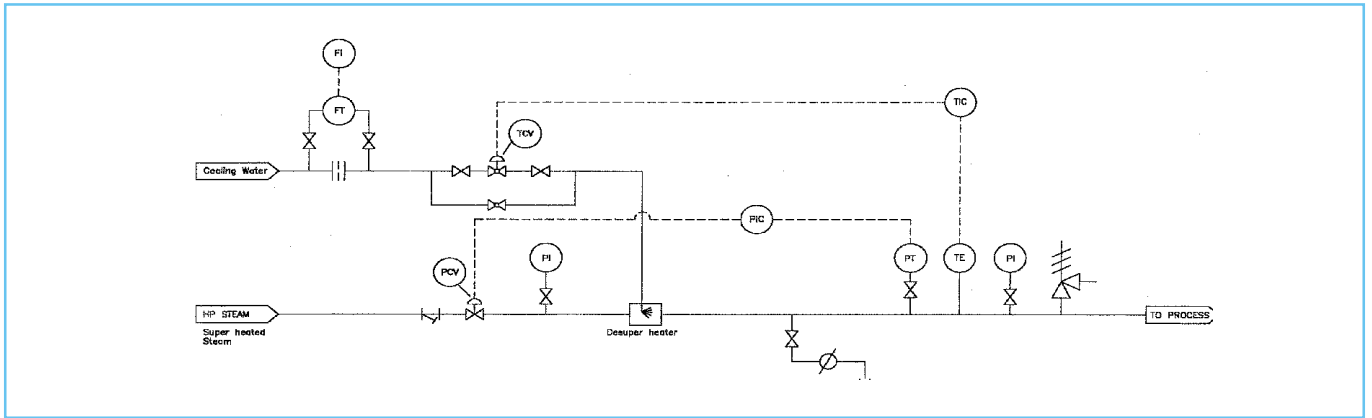 FI
FT
TIC
TCV
Cooling Water
PIC
PCV
PI
PT
TE
PI
HP STEAM
Super heated
Steam
Desuper heater
TO PROCESS